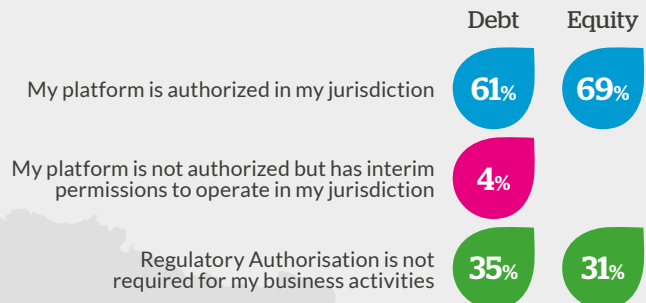 Debt Equity
My platform is authorized in my jurisdiction 61% 69%
My platform is not authorized but has interim
permissions to operate in my jurisdiction 4%
Regulatory Authorisation is not
required for my business activities 35% 31%